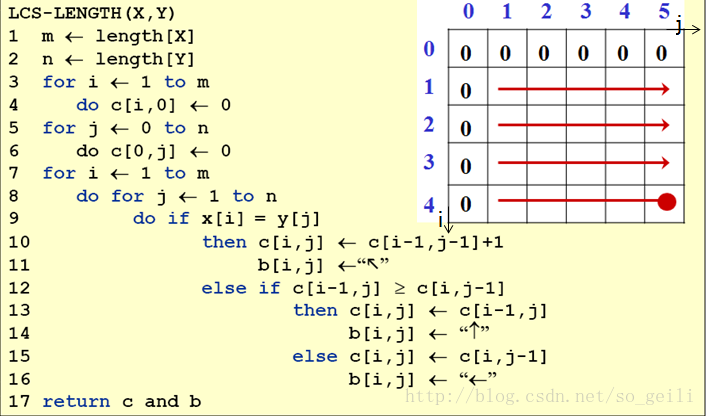 LCS-LENGTH(X,Y)
1 m ← length[X]
2 n ← length[Y]
3 for i ← 1 to m
4 do c[i,0] ← 0
5 for j ← 0 to n
6 do c[0,j] ← 0
7 for i ← 1 to m
8 do for j ← 1 to n
9 do if x[i] = y[j]
10 then c[i,j] ← c[i-1,j-1]+1
11 b[i,j] ←“↖”
12 else if c[i-1,j] ≥ c[i,j-1]
13 then c[i,j] ← c[i-1,j]
14 b[i,j] ← “↑”
15 else c[i,j] ← c[i,j-1]
16 b[i,j] ← “←”
17 return c and b
0 1 2 3 4 5 j
0 0 0 0 0 0 0
1 0
2 0
3 0
4 0
i
http://blog.csdn.net/so_geili